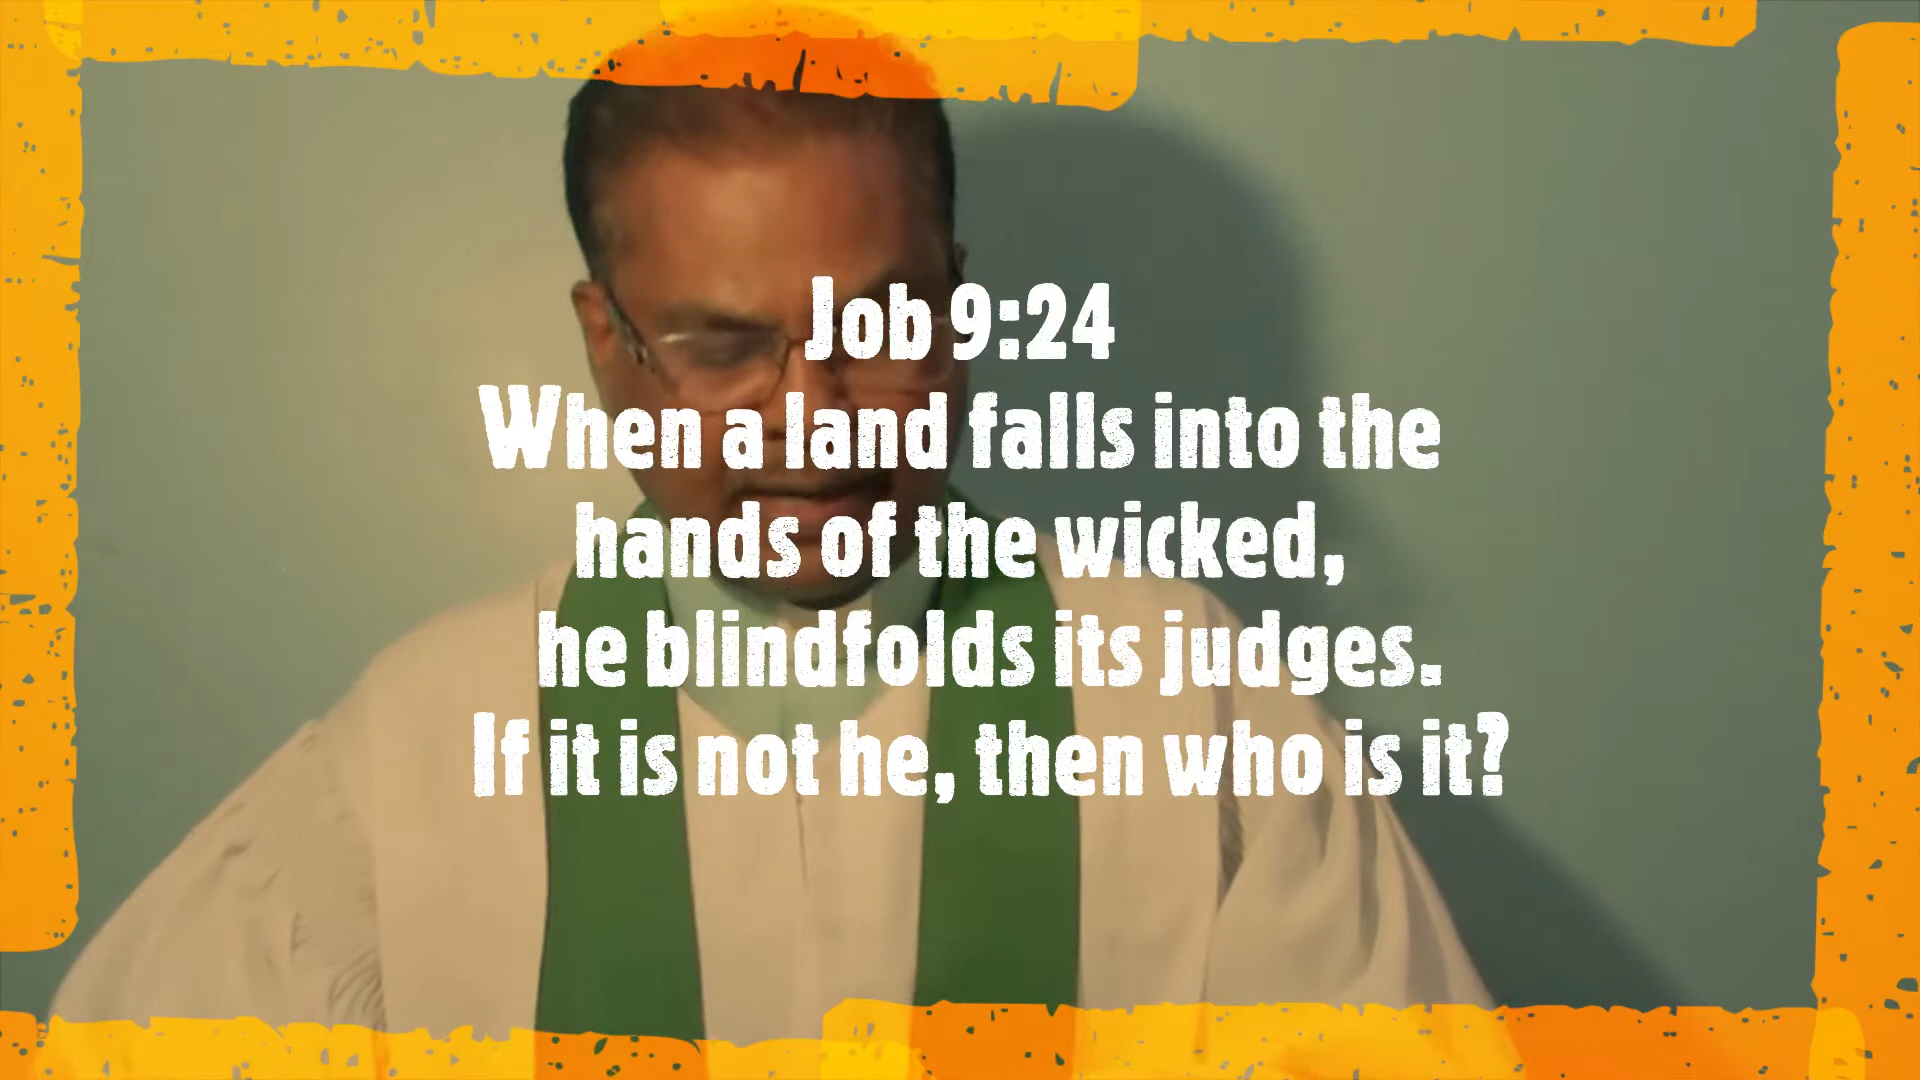 Job 9:24
When a land falls into the
hands of the wicked,
he blindfolds its judges.
If it is not he, then who is it?